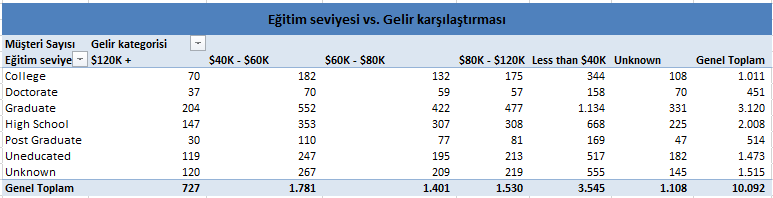 Eğitim seviyesi vs. Gelir karşılaştırması
Müşteri Sayısı Gelir kategorisi
Eğitim seviye $120K + $40K - $60K $60K - $80K $80K - $120K Less than $40K Unknown Genel Toplam
College 70 182 132 175 344 108 1.011
Doctorate 37 70 59 57 158 70 451
Graduate 204 552 422 477 1.134 331 3.120
High School 147 353 307 308 668 225 2.008
Post Graduate 30 110 77 81 169 47 514
Uneducated 119 247 195 213 517 182 1.473
Unknown 120 267 209 219 555 145 1.515
Genel Toplam 727 1.781 1.401 1.530 3.545 1.108 10.092